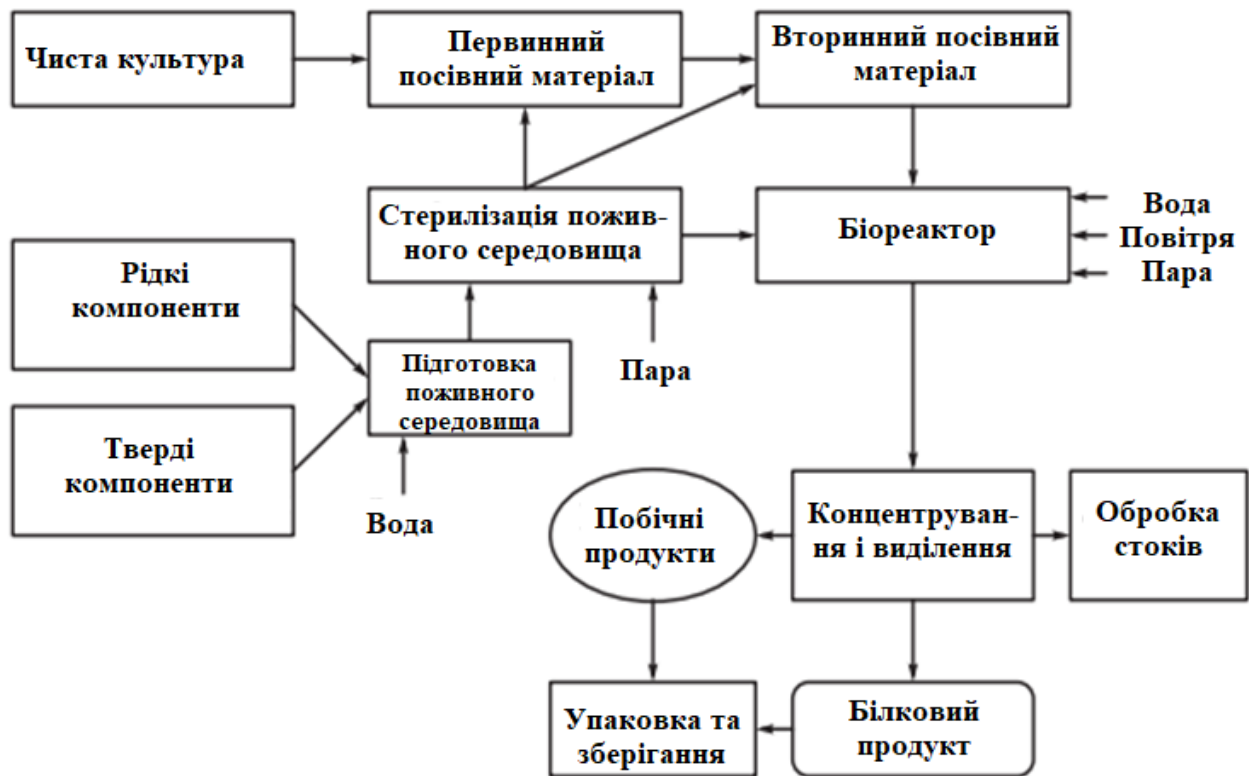 Чиста культура
Первинний
посівний матеріал
Вторинний посівний
матеріал
Стерилізація пожив-
ного середовища
Біореактор
Вода
Повітря
Пара
Рідкі
компоненти
Підготовка
поживного
середовища
Пара
Тверді
компоненти
Вода
Побічні
продукти
Концентруван-
ня і виділення
Обробка
стоків
Упаковка та
зберігання
Білковий
продукт